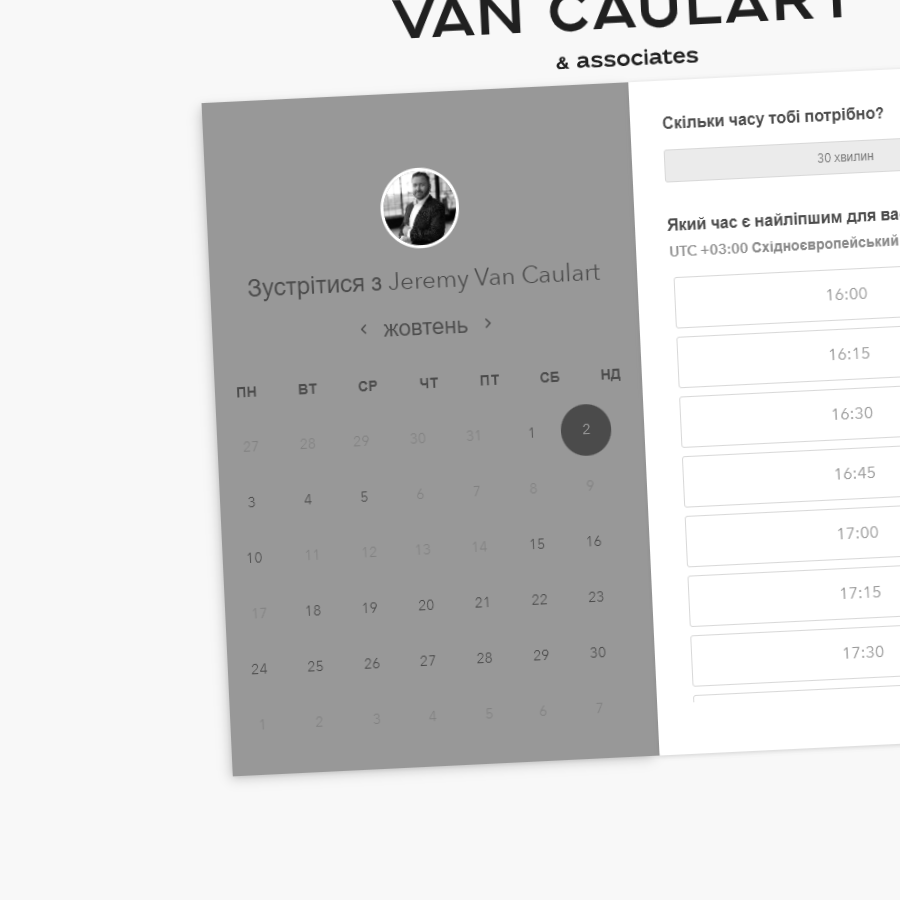 VAN CAULART
& associates
Зустрітися з Jeremy Van Caulart
‹ жовтень ›
ПН ВТ СР ЧТ ПТ СБ НД
27 28 29 30 31 1 2
3 4 5 6 7 8 9
10 11 12 13 14 15 16
17 18 19 20 21 22 23
24 25 26 27 28 29 30
1 2 3 4 5 6 7
Скільки часу тобі потрібно?
30 хвилин
Який час є найліпшим для ва
UTC +03:00 Східноєвропейський
16:00
16:15
16:30
16:45
17:00
17:15
17:30